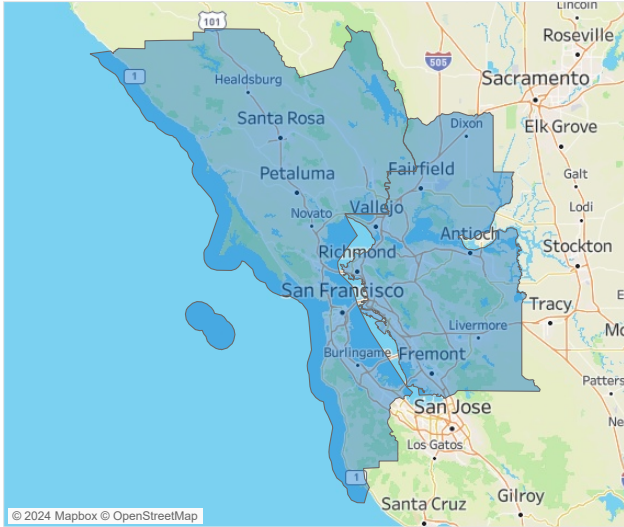 Lincoln
101
Roseville
505
1
Healdsburg
Sacramento
Santa Rosa
Dixon
Elk Grove
Petaluma
Fairfield
Galt
Novato
Vallejo
Lodi
Antioch
Stockton
Richmond
San Francisco
Tracy
Livermore
Burlingame
Fremont
Patters
San Jose
Los Gatos
1
Gilroy
Santa Cruz
© 2024 Mapbox © OpenStreetMap